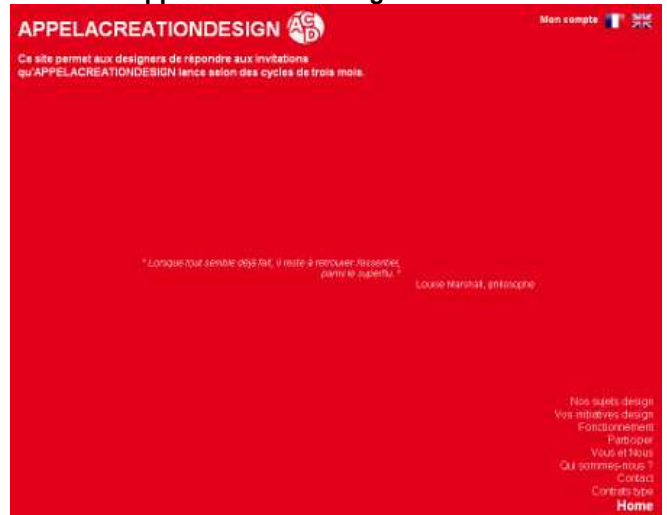 APPELACREATIONDESIGN ACD
Mon compte
Ce site permet aux designers de répondre aux invitations
qu'APPELACREATIONDESIGN lance selon des cycles de trois mois.
" Lorsque tout semble déjà fait, il reste à retrouver l'essentiel,
parmi le superflu. "
Louise Marshall, philosophe
Nos sujets design
Vos initiatives design
Fonctionnement
Participer
Vous et Nous
Qui sommes-nous ?
Contact
Contrats type
Home